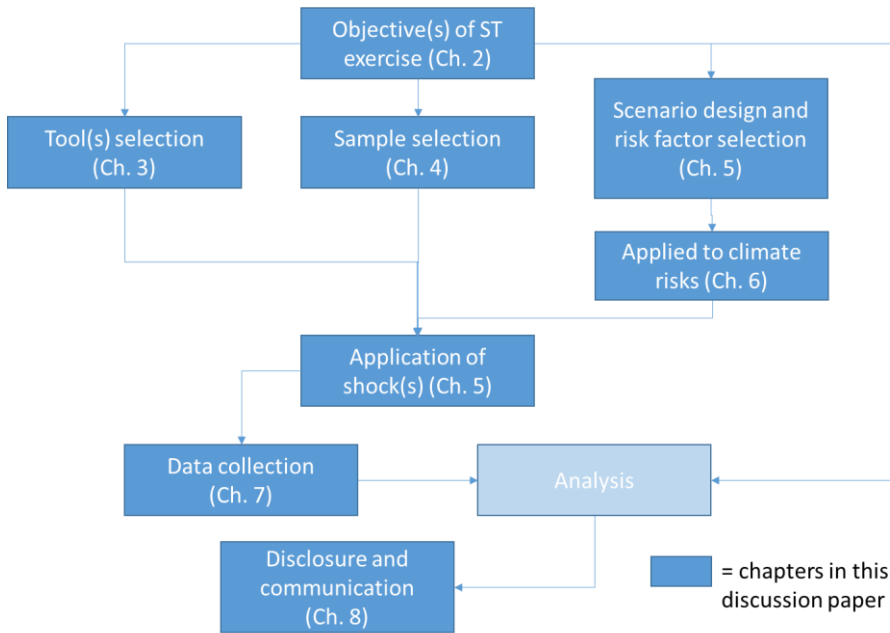 Objective(s) of ST
exercise (Ch. 2)
Tool(s) selection
(Ch. 3)
Sample selection
(Ch. 4)
Scenario design and
risk factor selection
(Ch. 5)
Applied to climate
risks (Ch. 6)
Application of
shock(s) (Ch. 5)
Data collection
(Ch. 7)
Analysis
Disclosure and
communication
(Ch. 8)
= chapters in this
discussion paper